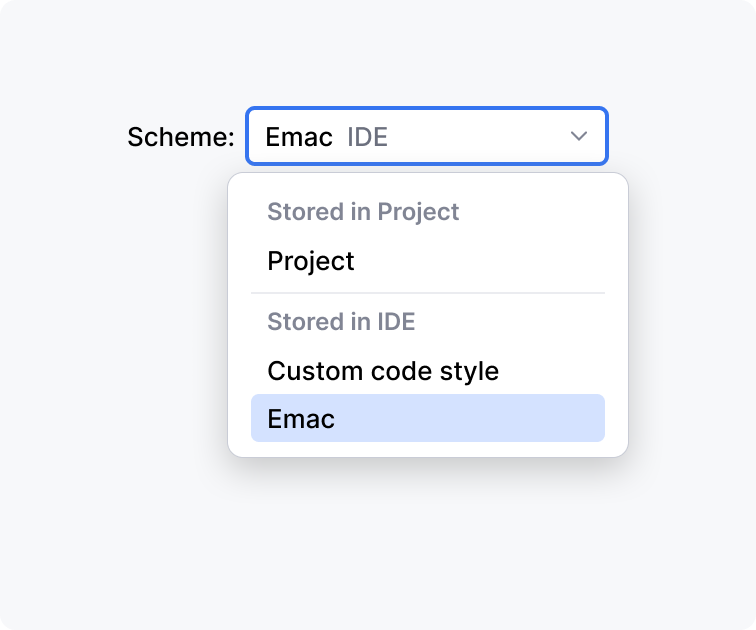 Scheme: Emac IDE
Stored in Project
Project
Stored in IDE
Custom code style
Emac